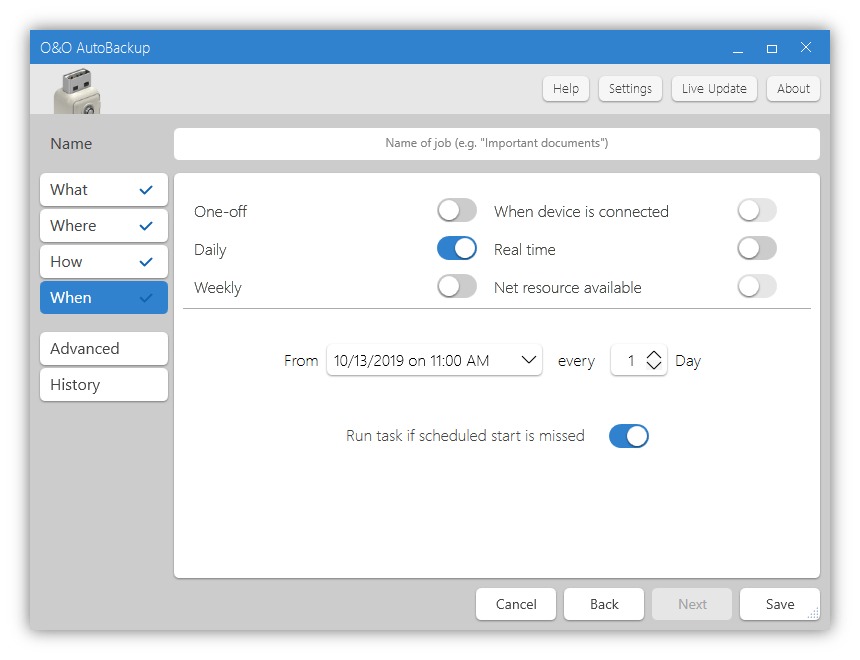 O&O AutoBackup
Help Settings Live Update About
Name
Name of job (e.g. "Important documents")
What
Where
How
When
Advanced
History
One-off When device is connected
Daily Real time
Weekly Net resource available
From 10/13/2019 on 11:00 AM every 1 Day
Run task if scheduled start is missed
Cancel Back Next Save